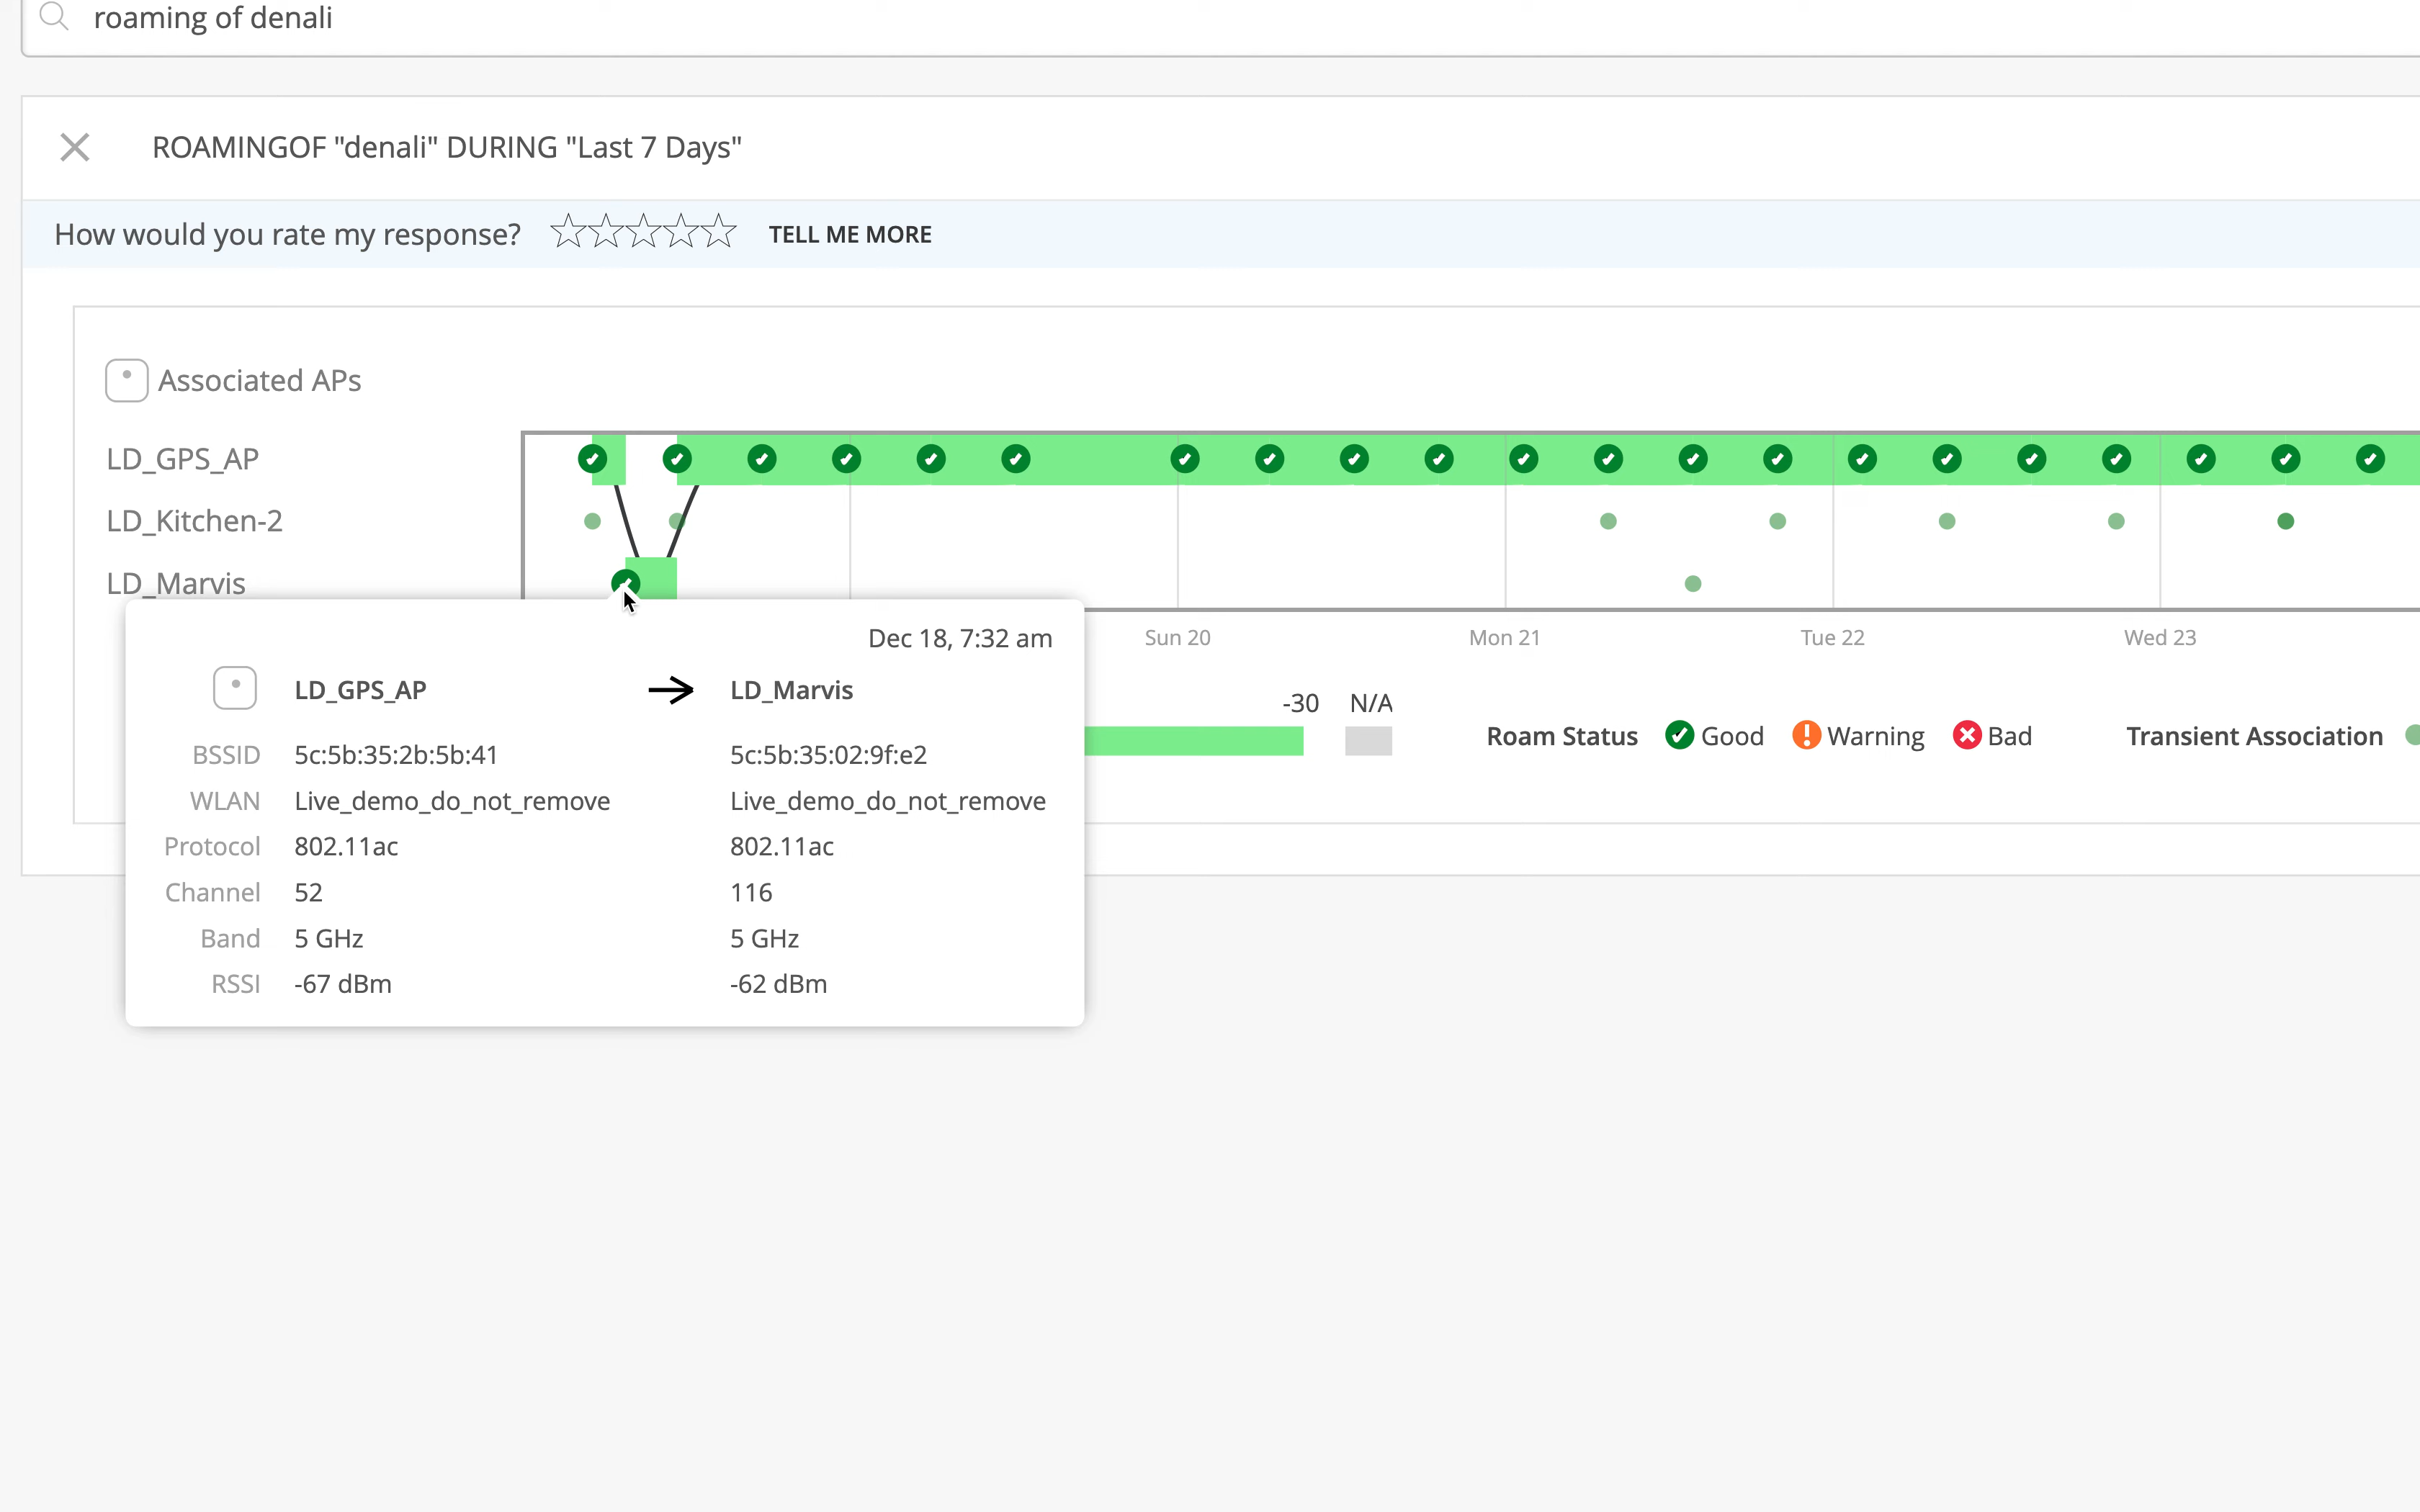 roaming of denali
ROAMINGOF "denali" DURING "Last 7 Days"
How would you rate my response? TELL ME MORE
Associated APs
LD_GPS_AP
LD_Kitchen-2
LD_Marvis
Sun 20 Mon 21 Tue 22 Wed 23
-30 N/A
Roam Status Good Warning Bad Transient Association
Dec 18, 7:32 am
LD_GPS_AP LD_Marvis
BSSID 5c:5b:35:2b:5b:41 5c:5b:35:02:9f:e2
WLAN Live_demo_do_not_remove Live_demo_do_not_remove
Protocol 802.11ac 802.11ac
Channel 52 116
Band 5 GHz 5 GHz
RSSI -67 dBm -62 dBm